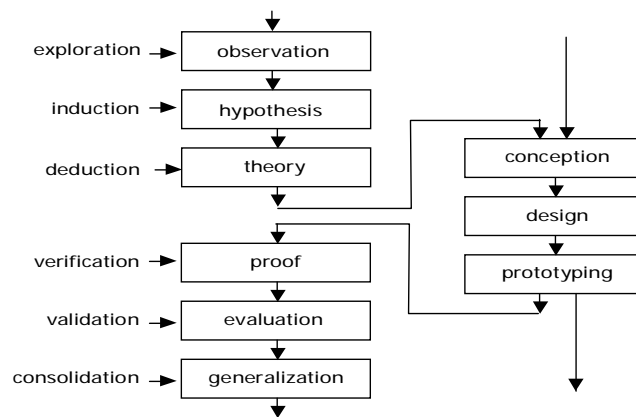 exploration
observation
induction
hypothesis
deduction
theory
conception
design
prototyping
verification
proof
validation
evaluation
consolidation
generalization